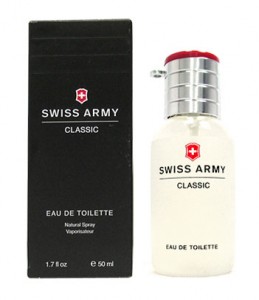 SWISS ARMY
CLASSIC
EAU DE TOILETTE
Natural Spray
Vaporisateur
1.7 fl oz ℮ 50 ml
SWISS ARMY
CLASSIC
EAU DE TOILETTE